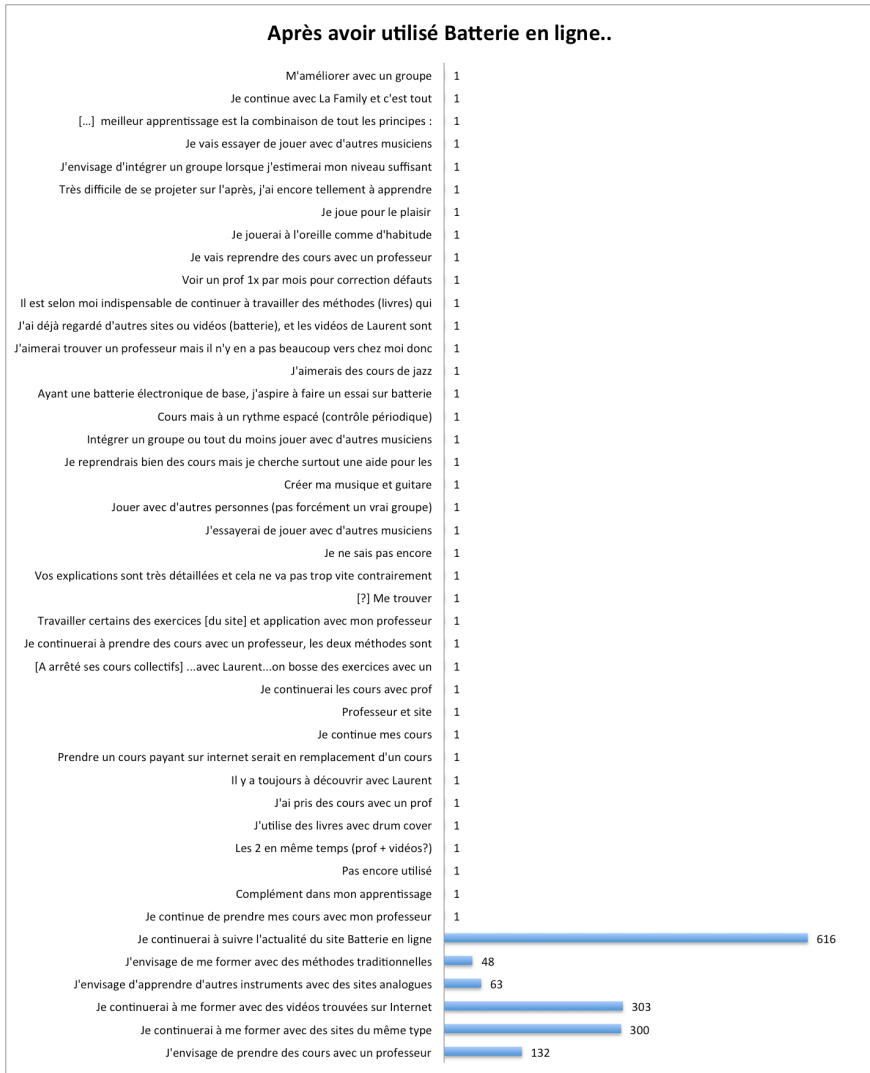 Après avoir utilisé Batterie en ligne..
M'améliorer avec un groupe 1
Je continue avec La Family et c'est tout 1
[…] meilleur apprentissage est la combinaison de tout les principes : 1
Je vais essayer de jouer avec d'autres musiciens 1
J'envisage d'intégrer un groupe lorsque j'estimerai mon niveau suffisant 1
Très difficile de se projeter sur l'après, j'ai encore tellement à apprendre 1
Je joue pour le plaisir 1
Je jouerai à l'oreille comme d'habitude 1
Je vais reprendre des cours avec un professeur 1
Voir un prof 1x par mois pour correction défauts 1
Il est selon moi indispensable de continuer à travailler des méthodes (livres) qui 1
J'ai déjà regardé d'autres sites ou vidéos (batterie), et les vidéos de Laurent sont 1
J'aimerai trouver un professeur mais il n'y en a pas beaucoup vers chez moi donc 1
J'aimerais des cours de jazz 1
Ayant une batterie électronique de base, j'aspire à faire un essai sur batterie 1
Cours mais à un rythme espacé (contrôle périodique) 1
Intégrer un groupe ou tout du moins jouer avec d'autres musiciens 1
Je reprendrais bien des cours mais je cherche surtout une aide pour les 1
Créer ma musique et guitare 1
Jouer avec d'autres personnes (pas forcément un vrai groupe) 1
J'essayerai de jouer avec d'autres musiciens 1
Je ne sais pas encore 1
Vos explications sont très détaillées et cela ne va pas trop vite contrairement 1
[?] Me trouver 1
Travailler certains des exercices [du site] et application avec mon professeur 1
Je continuerai à prendre des cours avec un professeur, les deux méthodes sont 1
[A arrêté ses cours collectifs] ...avec Laurent...on bosse des exercices avec un 1
Je continuerai les cours avec prof 1
Professeur et site 1
Je continue mes cours 1
Prendre un cours payant sur internet serait en remplacement d'un cours 1
Il y a toujours à découvrir avec Laurent 1
J'ai pris des cours avec un prof 1
J'utilise des livres avec drum cover 1
Les 2 en même temps (prof + vidéos?) 1
Pas encore utilisé 1
Complément dans mon apprentissage 1
Je continue de prendre mes cours avec mon professeur 1
Je continuerai à suivre l'actualité du site Batterie en ligne 616
J'envisage de me former avec des méthodes traditionnelles 48
J'envisage d'apprendre d'autres instruments avec des sites analogues 63
Je continuerai à me former avec des vidéos trouvées sur Internet 303
Je continuerai à me former avec des sites du même type 300
J'envisage de prendre des cours avec un professeur 132